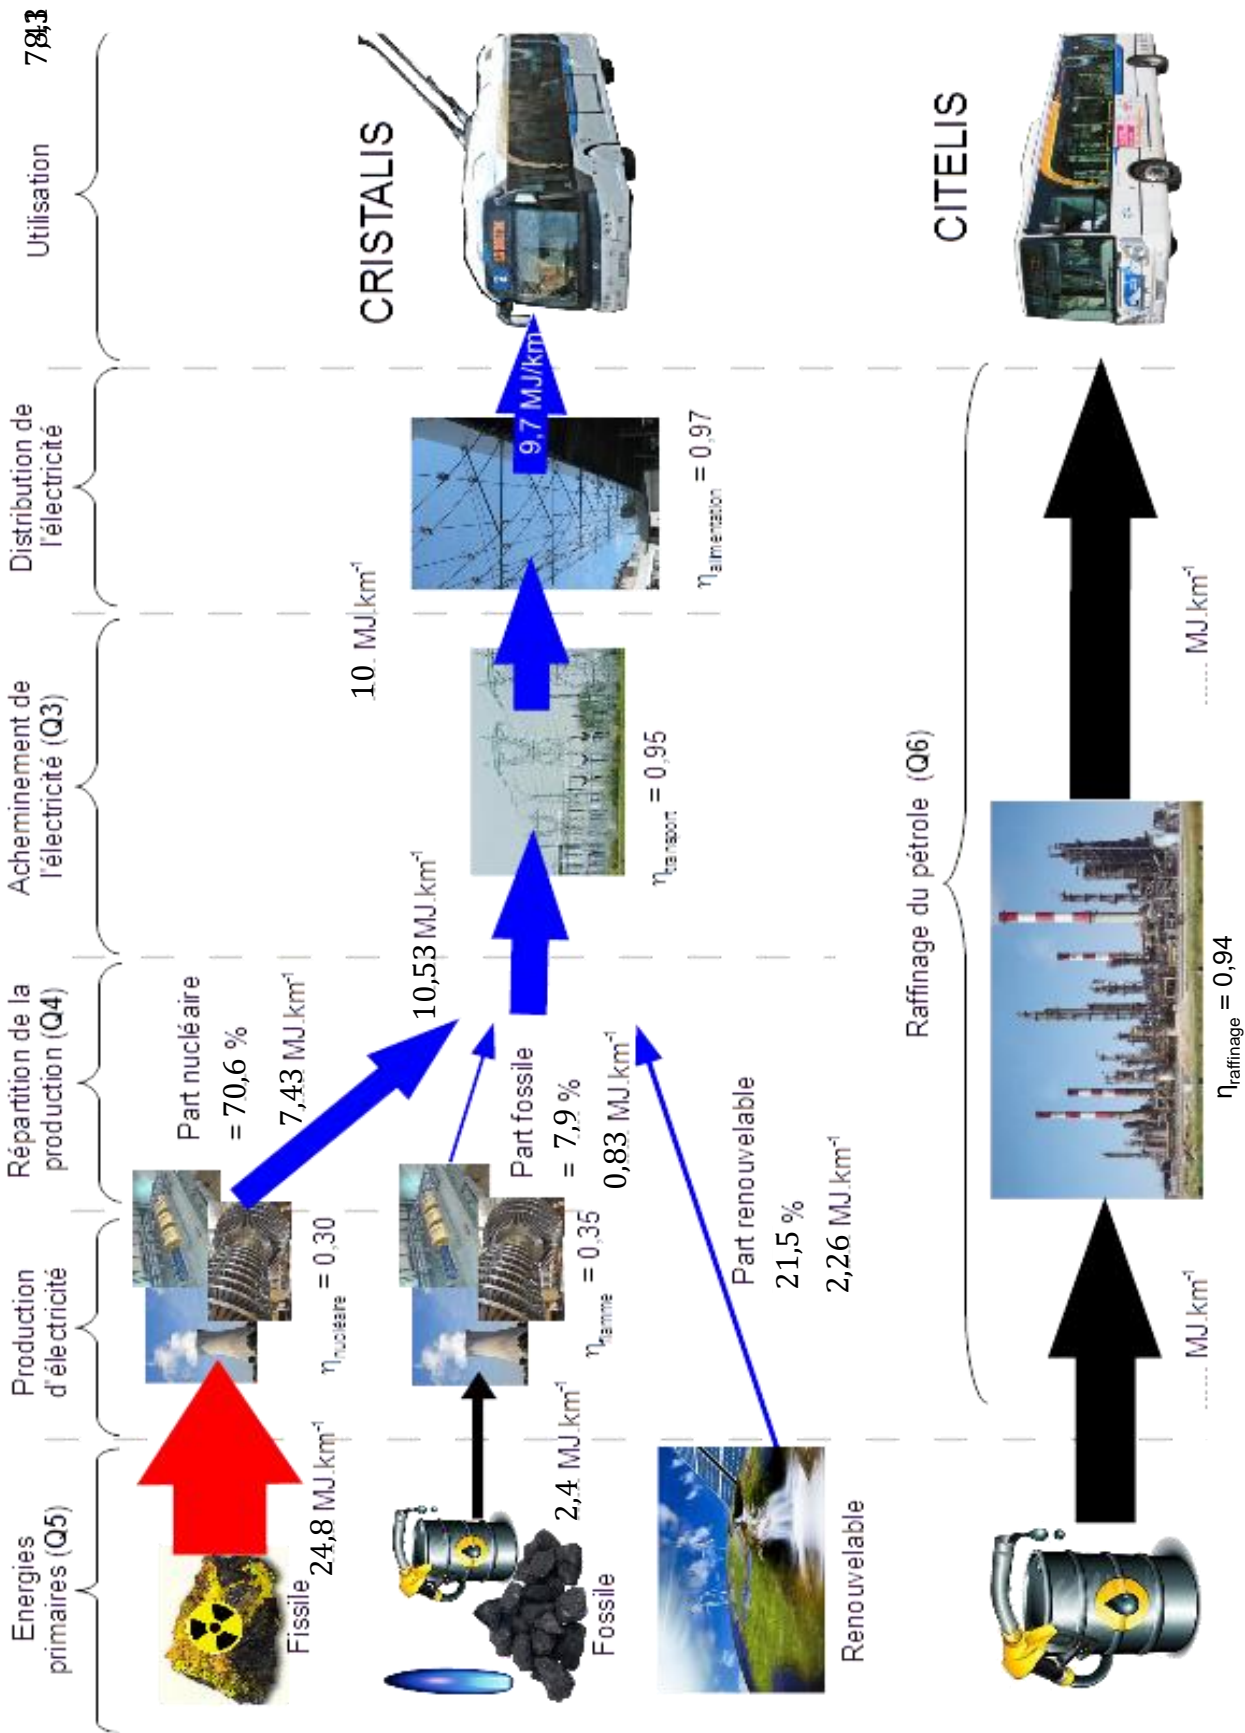 Energies
primaires (Q5)
Production
d'électricité
Répartition de la
production (Q4)
Acheminement de
l'électricité (Q3)
Distribution de
l'électricité
Utilisation
Fissile
24,8 MJ.km⁻¹
ηnucléaire = 0,30
Part nucléaire
= 70,6 %
7,43 MJ.km⁻¹
Fossile
2,4 MJ.km⁻¹
ηflamme = 0,35
Part fossile
= 7,9 %
0,83 MJ.km⁻¹
Renouvelable
Part renouvelable
21,5 %
2,26 MJ.km⁻¹
10,53 MJ.km⁻¹
ηtransport = 0,95
10 MJ.km⁻¹
ηalimentation = 0,97
9,7 MJ/km
CRISTALIS
Raffinage du pétrole (Q6)
...... MJ.km⁻¹
ηraffinage = 0,94
...... MJ.km⁻¹
CITELIS